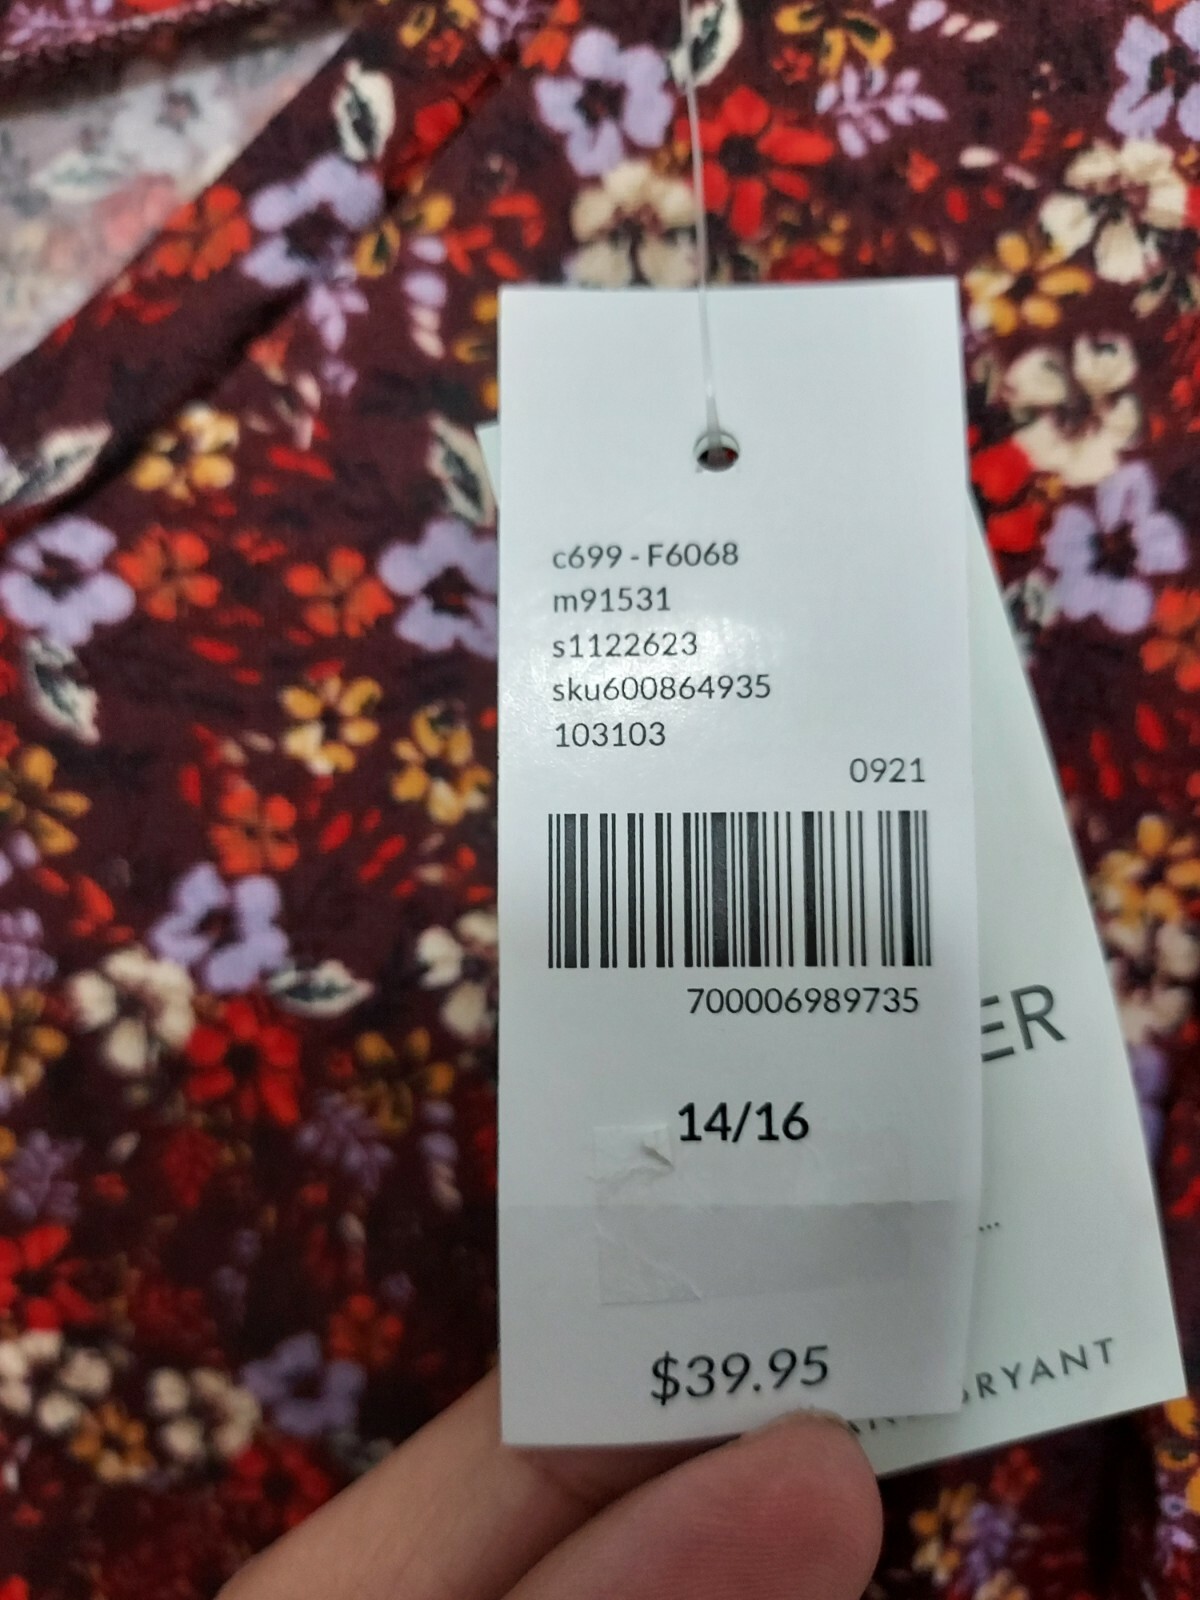 c699 - F6068
m91531
s1122623
sku600864935
103103
0921
700006989735
14/16
$39.95
ER
...
RYANT